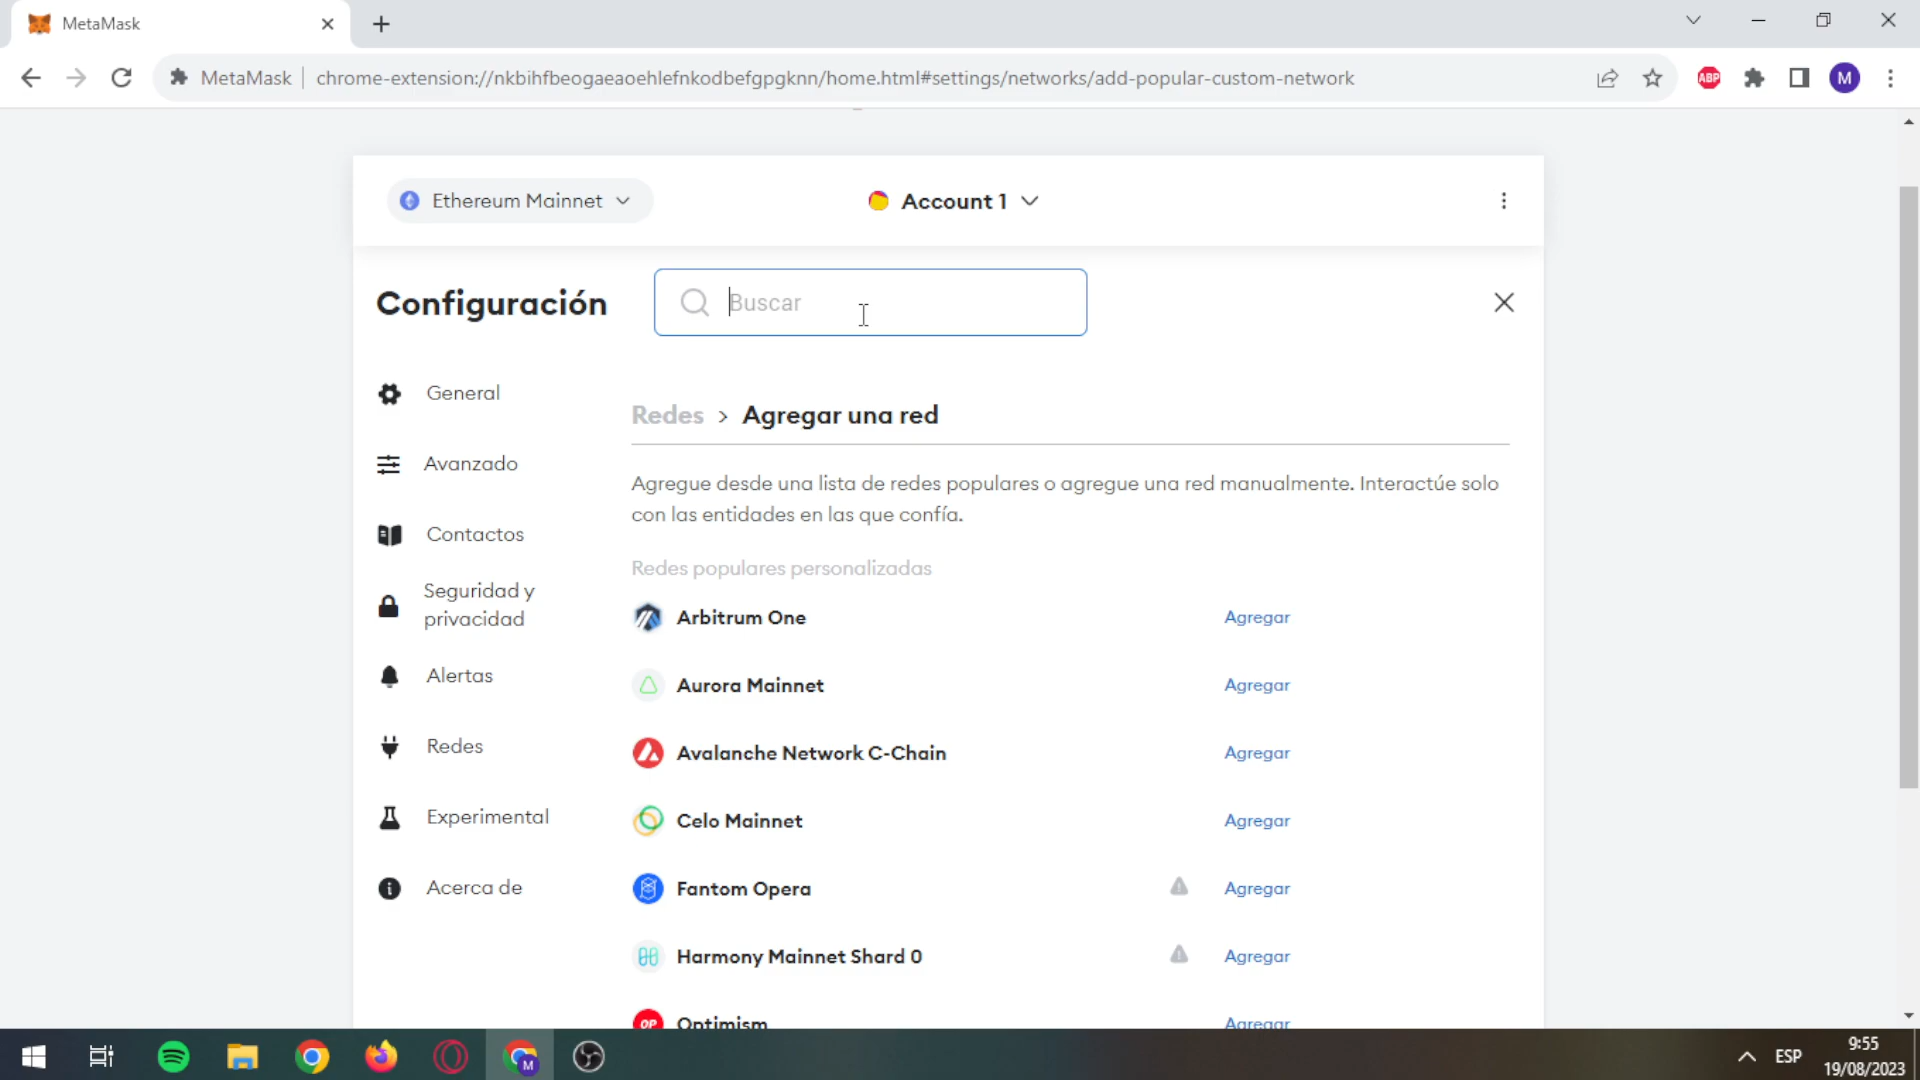 MetaMask
MetaMask
chrome-extension://nkbihfbeogaeaoehlefnkodbefgpgknn/home.html#settings/networks/add-popular-custom-network
ABP
M
Ethereum Mainnet
Account 1
Configuración
Buscar
General
Avanzado
Contactos
Seguridad y
privacidad
Alertas
Redes
Experimental
Acerca de
Redes > Agregar una red
Agregue desde una lista de redes populares o agregue una red manualmente. Interactúe solo
con las entidades en las que confía.
Redes populares personalizadas
Arbitrum One Agregar
Aurora Mainnet Agregar
Avalanche Network C-Chain Agregar
Celo Mainnet Agregar
Fantom Opera Agregar
Harmony Mainnet Shard 0 Agregar
OP Optimism Agregar
M
ESP
9:55
19/08/2023